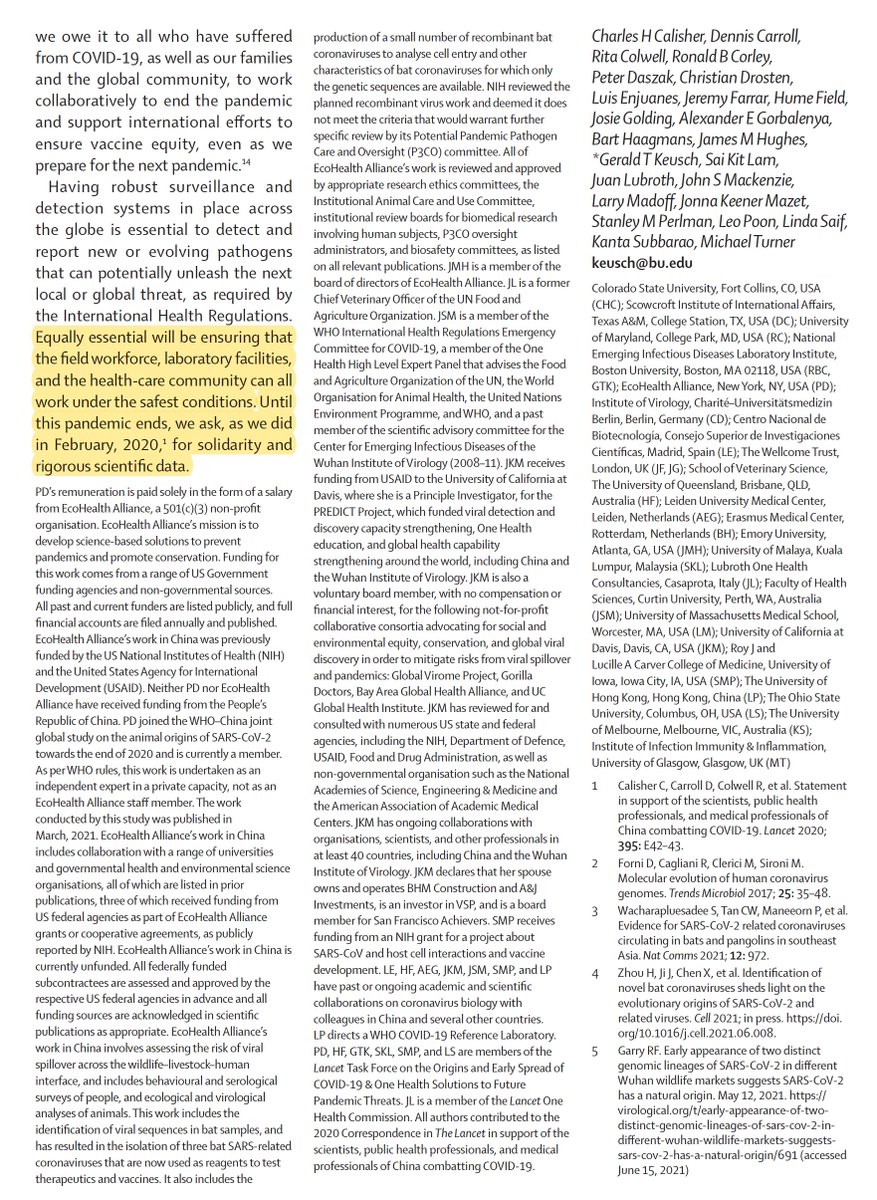 we owe it to all who have suffered
from COVID-19, as well as our families
and the global community, to work
collaboratively to end the pandemic
and support international efforts to
ensure vaccine equity, even as we
prepare for the next pandemic.¹⁴
Having robust surveillance and
detection systems in place across
the globe is essential to detect and
report new or evolving pathogens
that can potentially unleash the next
local or global threat, as required by
the International Health Regulations.
Equally essential will be ensuring that
the field workforce, laboratory facilities,
and the health-care community can all
work under the safest conditions. Until
this pandemic ends, we ask, as we did
in February, 2020,¹ for solidarity and
rigorous scientific data.
PD's remuneration is paid solely in the form of a salary
from EcoHealth Alliance, a 501(c)(3) non-profit
organisation. EcoHealth Alliance's mission is to
develop science-based solutions to prevent
pandemics and promote conservation. Funding for
this work comes from a range of US Government
funding agencies and non-governmental sources.
All past and current funders are listed publicly, and full
financial accounts are filed annually and published.
EcoHealth Alliance's work in China was previously
funded by the US National Institutes of Health (NIH)
and the United States Agency for International
Development (USAID). Neither PD nor EcoHealth
Alliance have received funding from the People's
Republic of China. PD joined the WHO–China joint
global study on the animal origins of SARS-CoV-2
towards the end of 2020 and is currently a member.
As per WHO rules, this work is undertaken as an
independent expert in a private capacity, not as an
EcoHealth Alliance staff member. The work
conducted by this study was published in
March, 2021. EcoHealth Alliance's work in China
includes collaboration with a range of universities
and governmental health and environmental science
organisations, all of which are listed in prior
publications, three of which received funding from
US federal agencies as part of EcoHealth Alliance
grants or cooperative agreements, as publicly
reported by NIH. EcoHealth Alliance's work in China is
currently unfunded. All federally funded
subcontractees are assessed and approved by the
respective US federal agencies in advance and all
funding sources are acknowledged in scientific
publications as appropriate. EcoHealth Alliance's
work in China involves assessing the risk of viral
spillover across the wildlife–livestock–human
interface, and includes behavioural and serological
surveys of people, and ecological and virological
analyses of animals. This work includes the
identification of viral sequences in bat samples, and
has resulted in the isolation of three bat SARS-related
coronaviruses that are now used as reagents to test
therapeutics and vaccines. It also includes the
production of a small number of recombinant bat
coronaviruses to analyse cell entry and other
characteristics of bat coronaviruses for which only
the genetic sequences are available. NIH reviewed the
planned recombinant virus work and deemed it does
not meet the criteria that would warrant further
specific review by its Potential Pandemic Pathogen
Care and Oversight (P3CO) committee. All of
EcoHealth Alliance's work is reviewed and approved
by appropriate research ethics committees, the
Institutional Animal Care and Use Committee,
institutional review boards for biomedical research
involving human subjects, P3CO oversight
administrators, and biosafety committees, as listed
on all relevant publications. JMH is a member of the
board of directors of EcoHealth Alliance. JL is a former
Chief Veterinary Officer of the UN Food and
Agriculture Organization. JSM is a member of the
WHO International Health Regulations Emergency
Committee for COVID-19, a member of the One
Health High Level Expert Panel that advises the Food
and Agriculture Organization of the UN, the World
Organisation for Animal Health, the United Nations
Environment Programme, and WHO, and a past
member of the scientific advisory committee for the
Center for Emerging Infectious Diseases of the
Wuhan Institute of Virology (2008–11). JKM receives
funding from USAID to the University of California at
Davis, where she is a Principle Investigator, for the
PREDICT Project, which funded viral detection and
discovery capacity strengthening, One Health
education, and global health capability
strengthening around the world, including China and
the Wuhan Institute of Virology. JKM is also a
voluntary board member, with no compensation or
financial interest, for the following not-for-profit
collaborative consortia advocating for social and
environmental equity, conservation, and global viral
discovery in order to mitigate risks from viral spillover
and pandemics: Global Virome Project, Gorilla
Doctors, Bay Area Global Health Alliance, and UC
Global Health Institute. JKM has reviewed for and
consulted with numerous US state and federal
agencies, including the NIH, Department of Defence,
USAID, Food and Drug Administration, as well as
non-governmental organisation such as the National
Academies of Science, Engineering & Medicine and
the American Association of Academic Medical
Centers. JKM has ongoing collaborations with
organisations, scientists, and other professionals in
at least 40 countries, including China and the Wuhan
Institute of Virology. JKM declares that her spouse
owns and operates BHM Construction and A&J
Investments, is an investor in VSP, and is a board
member for San Francisco Achievers. SMP receives
funding from an NIH grant for a project about
SARS-CoV and host cell interactions and vaccine
development. LE, HF, AEG, JKM, JSM, SMP, and LP
have past or ongoing academic and scientific
collaborations on coronavirus biology with
colleagues in China and several other countries.
LP directs a WHO COVID-19 Reference Laboratory.
PD, HF, GTK, SKL, SMP, and LS are members of the
Lancet Task Force on the Origins and Early Spread of
COVID-19 & One Health Solutions to Future
Pandemic Threats. JL is a member of the Lancet One
Health Commission. All authors contributed to the
2020 Correspondence in The Lancet in support of the
scientists, public health professionals, and medical
professionals of China combatting COVID-19.
Charles H Calisher, Dennis Carroll,
Rita Colwell, Ronald B Corley,
Peter Daszak, Christian Drosten,
Luis Enjuanes, Jeremy Farrar, Hume Field,
Josie Golding, Alexander E Gorbalenya,
Bart Haagmans, James M Hughes,
*Gerald T Keusch, Sai Kit Lam,
Juan Lubroth, John S Mackenzie,
Larry Madoff, Jonna Keener Mazet,
Stanley M Perlman, Leo Poon, Linda Saif,
Kanta Subbarao, Michael Turner
keusch@bu.edu
Colorado State University, Fort Collins, CO, USA
(CHC); Scowcroft Institute of International Affairs,
Texas A&M, College Station, TX, USA (DC); University
of Maryland, College Park, MD, USA (RC); National
Emerging Infectious Diseases Laboratory Institute,
Boston University, Boston, MA 02118, USA (RBC,
GTK); EcoHealth Alliance, New York, NY, USA (PD);
Institute of Virology, Charité–Universitätsmedizin
Berlin, Berlin, Germany (CD); Centro Nacional de
Biotecnología, Consejo Superior de Investigaciones
Científicas, Madrid, Spain (LE); The Wellcome Trust,
London, UK (JF, JG); School of Veterinary Science,
The University of Queensland, Brisbane, QLD,
Australia (HF); Leiden University Medical Center,
Leiden, Netherlands (AEG); Erasmus Medical Center,
Rotterdam, Netherlands (BH); Emory University,
Atlanta, GA, USA (JMH); University of Malaya, Kuala
Lumpur, Malaysia (SKL); Lubroth One Health
Consultancies, Casaprota, Italy (JL); Faculty of Health
Sciences, Curtin University, Perth, WA, Australia
(JSM); University of Massachusetts Medical School,
Worcester, MA, USA (LM); University of California at
Davis, Davis, CA, USA (JKM); Roy J and
Lucille A Carver College of Medicine, University of
Iowa, Iowa City, IA, USA (SMP); The University of
Hong Kong, Hong Kong, China (LP); The Ohio State
University, Columbus, OH, USA (LS); The University
of Melbourne, Melbourne, VIC, Australia (KS);
Institute of Infection Immunity & Inflammation,
University of Glasgow, Glasgow, UK (MT)
1 Calisher C, Carroll D, Colwell R, et al. Statement
in support of the scientists, public health
professionals, and medical professionals of
China combatting COVID-19. Lancet 2020;
395: E42–43.
2 Forni D, Cagliani R, Clerici M, Sironi M.
Molecular evolution of human coronavirus
genomes. Trends Microbiol 2017; 25: 35–48.
3 Wacharapluesadee S, Tan CW, Maneeorn P, et al.
Evidence for SARS-CoV-2 related coronaviruses
circulating in bats and pangolins in southeast
Asia. Nat Comms 2021; 12: 972.
4 Zhou H, Ji J, Chen X, et al. Identification of
novel bat coronaviruses sheds light on the
evolutionary origins of SARS-CoV-2 and
related viruses. Cell 2021; in press. https://doi.
org/10.1016/j.cell.2021.06.008.
5 Garry RF. Early appearance of two distinct
genomic lineages of SARS-CoV-2 in different
Wuhan wildlife markets suggests SARS-CoV-2
has a natural origin. May 12, 2021. https://
virological.org/t/early-appearance-of-two-
distinct-genomic-lineages-of-sars-cov-2-in-
different-wuhan-wildlife-markets-suggests-
sars-cov-2-has-a-natural-origin/691 (accessed
June 15, 2021)